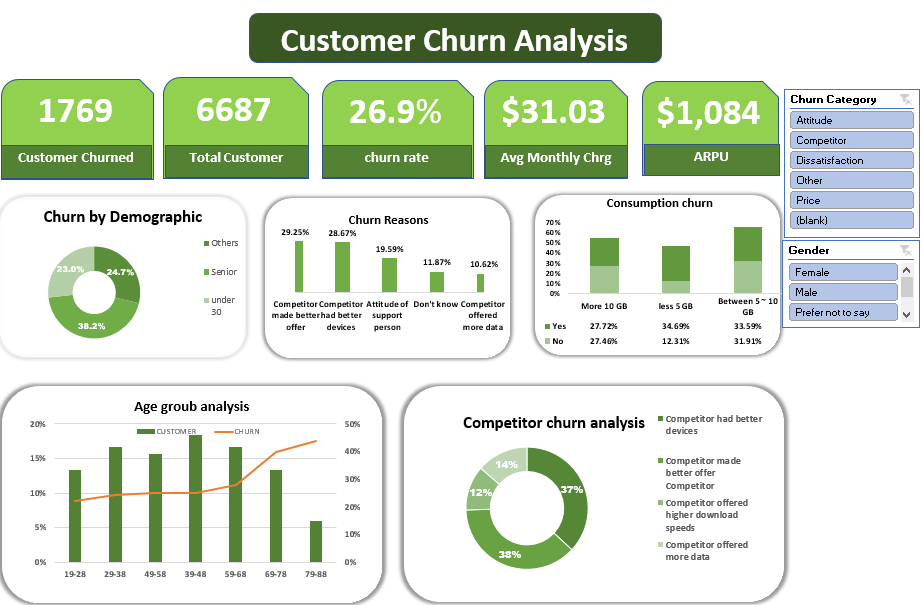 Customer Churn Analysis
1769
Customer Churned
6687
Total Customer
26.9%
churn rate
$31.03
Avg Monthly Chrg
$1,084
ARPU
Churn Category
Attitude
Competitor
Dissatisfaction
Other
Price
(blank)
Gender
Female
Male
Prefer not to say
Churn by Demographic
23.0%
24.7%
38.2%
Others
Senior
under
30
Churn Reasons
29.25%
28.67%
19.59%
11.87%
10.62%
Competitor
made better
offer
Competitor
had better
devices
Attitude of
support
person
Don't know
Competitor
offered
more data
Consumption churn
70%
60%
50%
40%
30%
20%
10%
0%
More 10 GB
less 5 GB
Between 5 ~ 10
GB
Yes 27.72% 34.69% 33.59%
No 27.46% 12.31% 31.91%
Age groub analysis
CUSTOMER
CHURN
20%
15%
10%
5%
0%
50%
40%
30%
20%
10%
0%
19-28 29-38 49-58 39-48 59-68 69-78 79-88
Competitor churn analysis
14%
12%
37%
38%
Competitor had better
devices
Competitor made
better offer
Competitor
Competitor offered
higher download
speeds
Competitor offered
more data